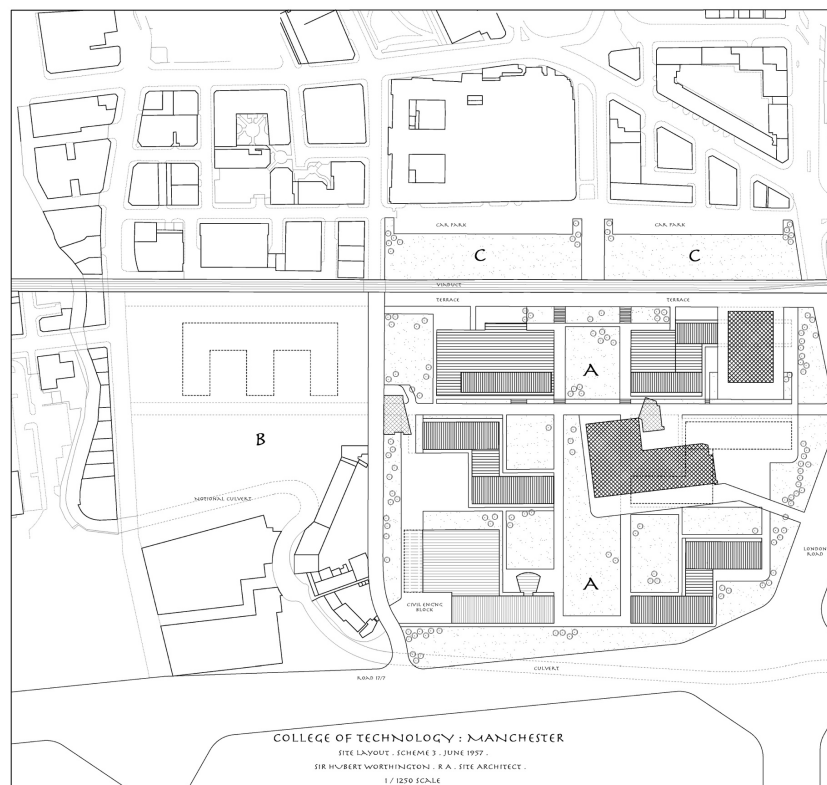 CAR PARK
CAR PARK
C
C
VIADUCT
TERRACE
TERRACE
A
B
NOTIONAL CULVERT
LONDON
ROAD
A
CIVIL ENGNG
BLOCK
CULVERT
ROAD 17/7
COLLEGE OF TECHNOLOGY : MANCHESTER
SITE LAYOUT . SCHEME 3 . JUNE 1957 .
SIR HUBERT WORTHINGTON . R A . SITE ARCHITECT .
1 / 1250 SCALE